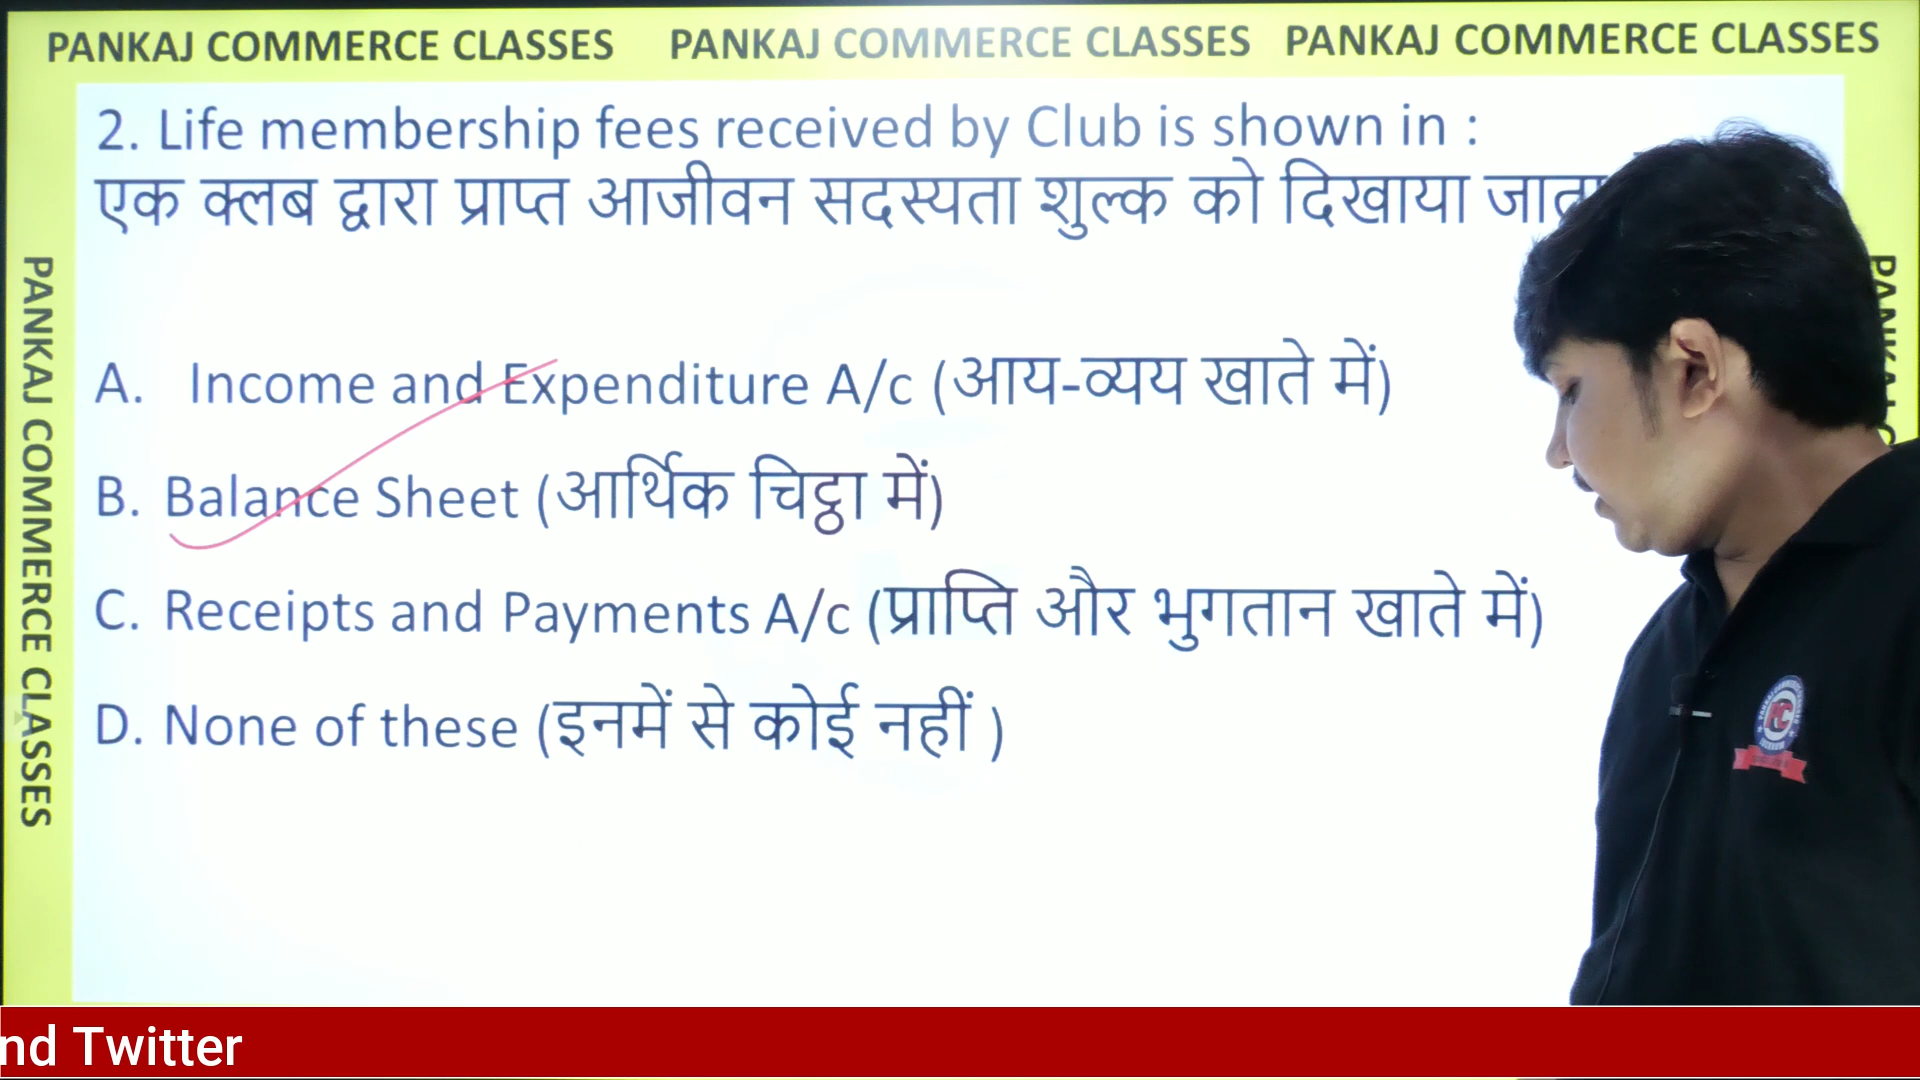 PANKAJ COMMERCE CLASSES PANKAJ COMMERCE CLASSES PANKAJ COMMERCE CLASSES
2. Life membership fees received by Club is shown in :
एक क्लब द्वारा प्राप्त आजीवन सदस्यता शुल्क को दिखाया
A. Income and Expenditure A/c (आय-व्यय खाते में)
B. Balance Sheet (आर्थिक चिट्ठा में)
C. Receipts and Payments A/c (प्राप्ति और भुगतान खाते में)
D. None of these (इनमें से कोई नहीं )
PANKAJ COMMERCE CLASSES
nd Twitter